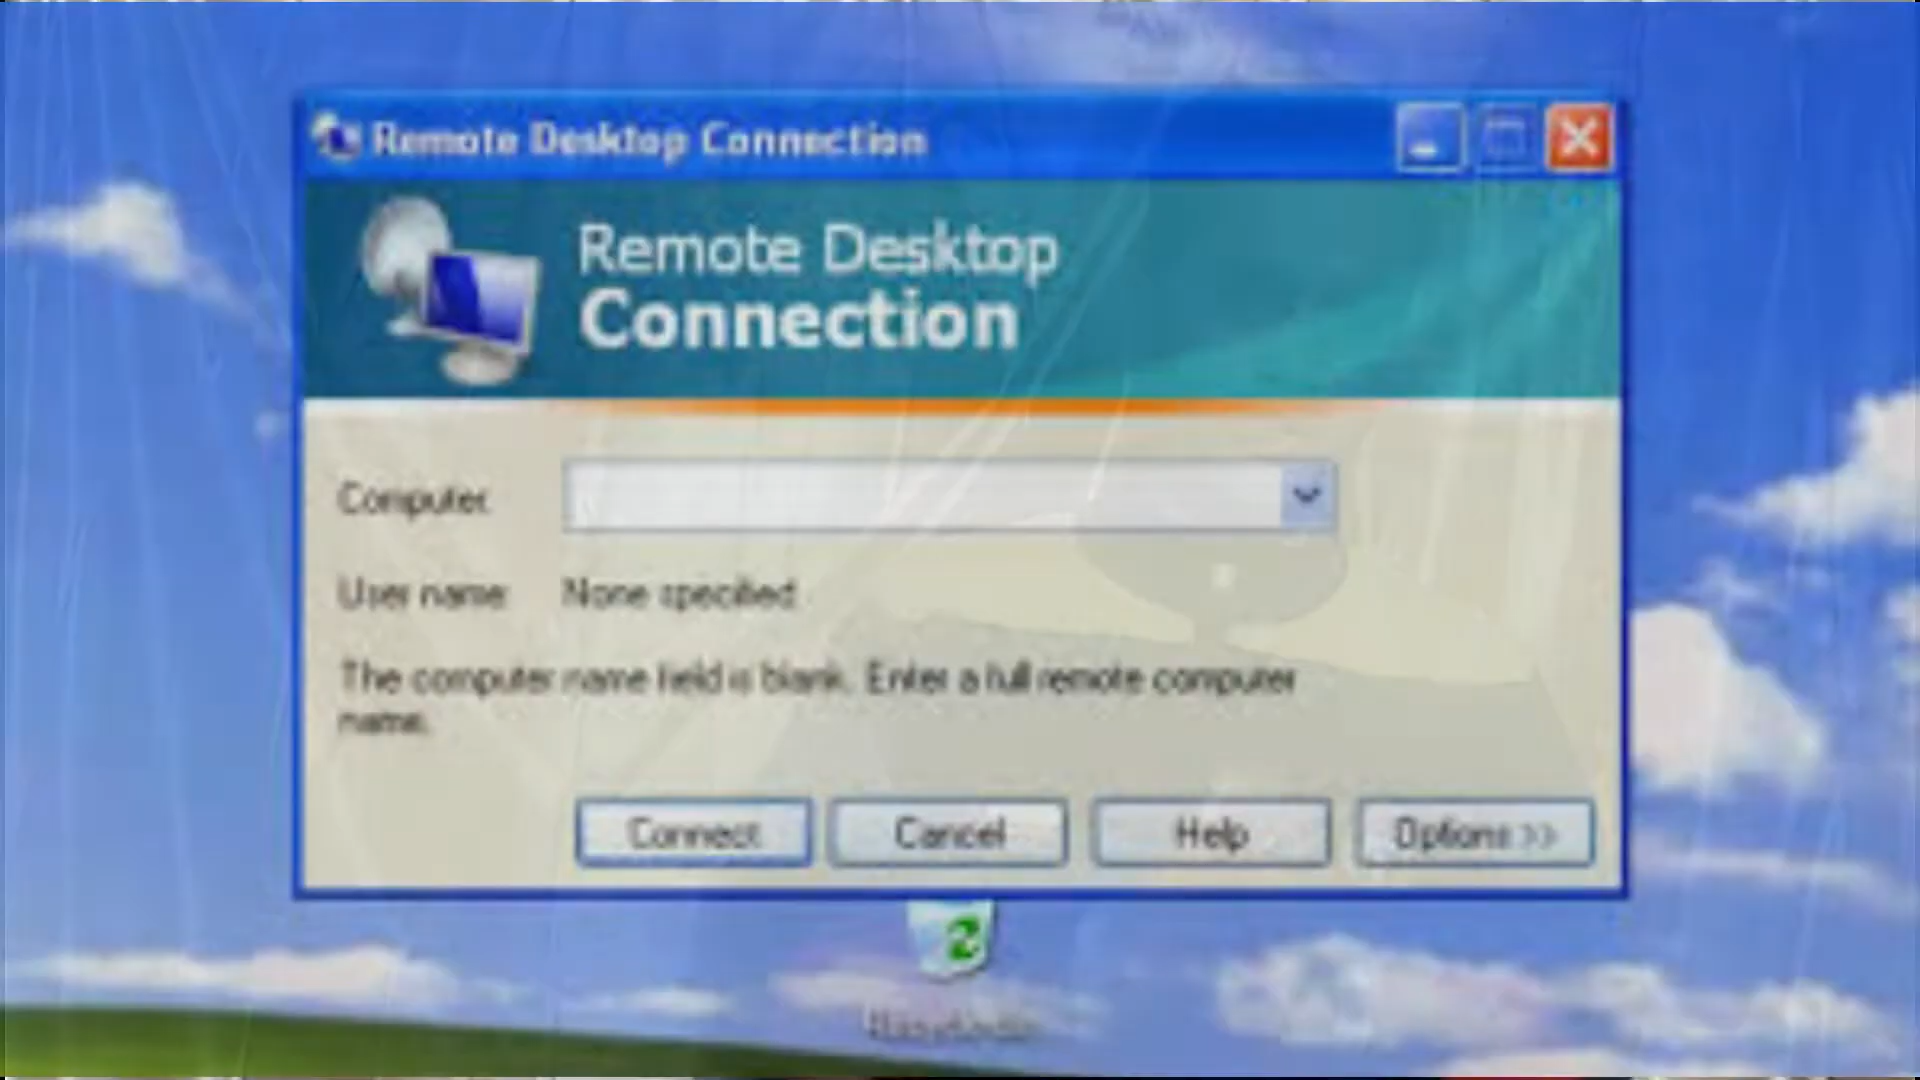 Remote Desktop Connection
Remote Desktop
Connection
Computer:
User name: None specified
The computer name field is blank. Enter a full remote computer
name.
Connect Cancel Help Options >>